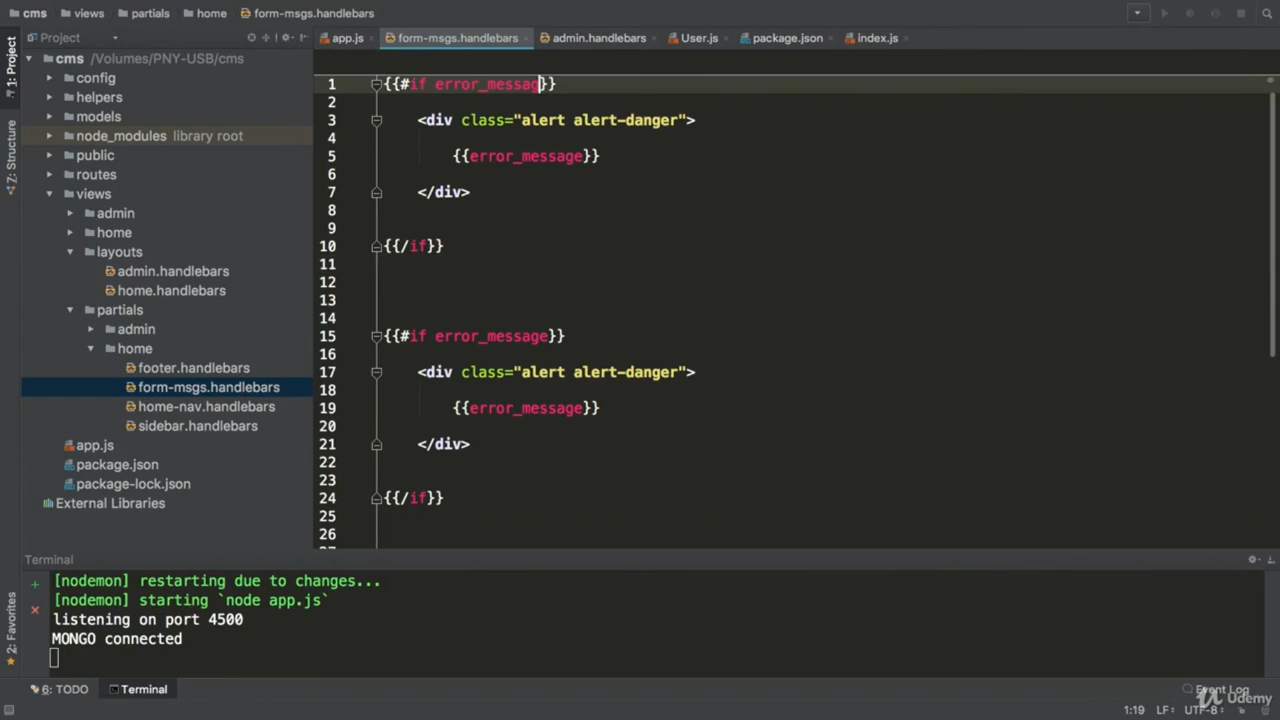 cms views partials home form-msgs.handlebars
Project app.js form-msgs.handlebars admin.handlebars User.js package.json index.js
1: Project
Z: Structure
2: Favorites
cms /Volumes/PNY-USB/cms
config
helpers
models
node_modules library root
public
routes
views
admin
home
layouts
admin.handlebars
home.handlebars
partials
admin
home
footer.handlebars
form-msgs.handlebars
home-nav.handlebars
sidebar.handlebars
app.js
package.json
package-lock.json
External Libraries
1 {{#if error_messag}}
2
3 <div class="alert alert-danger">
4
5 {{error_message}}
6
7 </div>
8
9
10 {{/if}}
11
12
13
14
15 {{#if error_message}}
16
17 <div class="alert alert-danger">
18
19 {{error_message}}
20
21 </div>
22
23
24 {{/if}}
25
26
27
Terminal
[nodemon] restarting due to changes...
[nodemon] starting `node app.js`
listening on port 4500
MONGO connected
6: TODO Terminal Event Log
1:19 LF: UTF-8:
Udemy